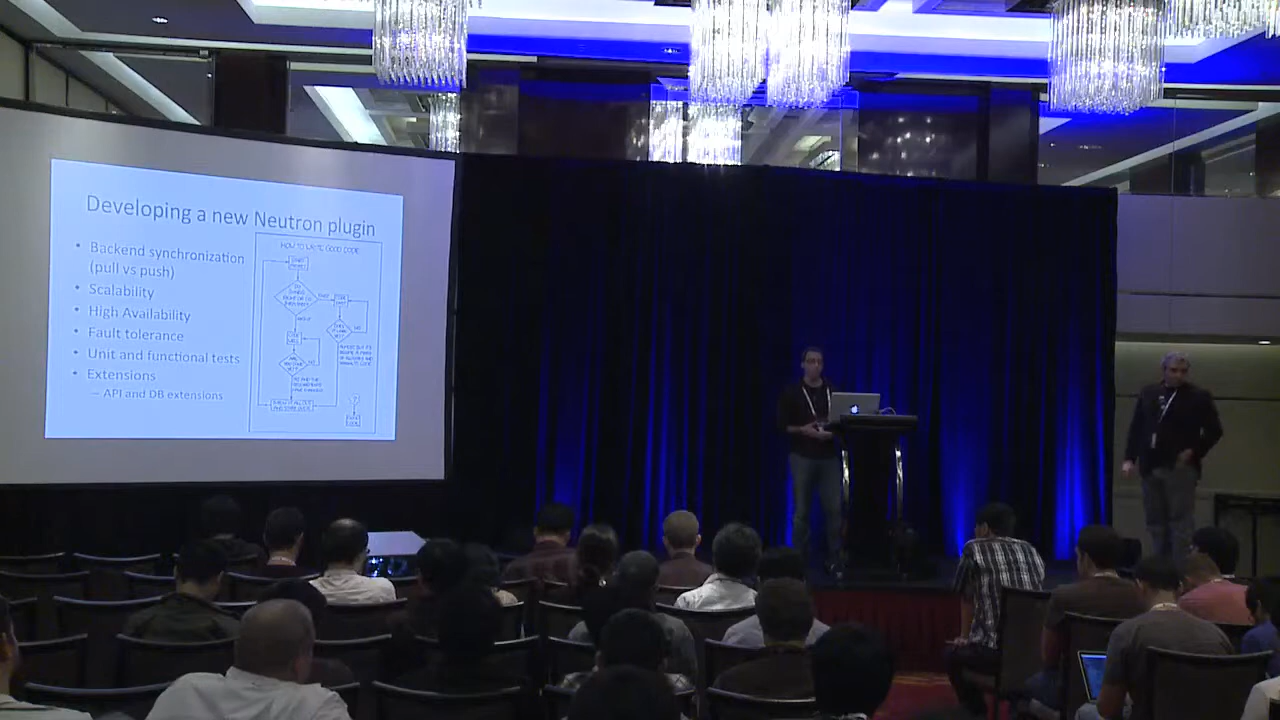 Developing a new Neutron plugin
• Backend synchronization
(pull vs push)
• Scalability
• High Availability
• Fault tolerance
• Unit and functional tests
• Extensions
– API and DB extensions
HOW TO WRITE GOOD CODE